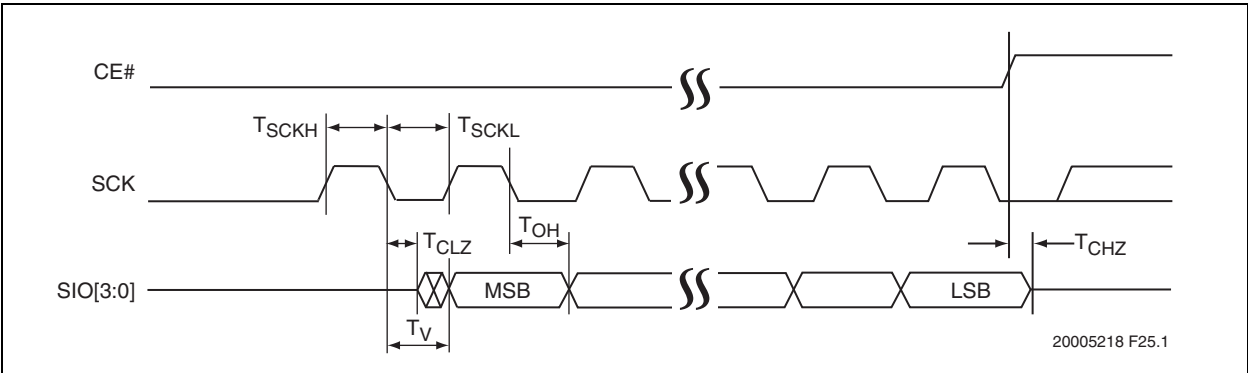 CE#
TSCKH
TSCKL
SCK
TOH
TCLZ
TCHZ
SIO[3:0]
MSB
LSB
TV
20005218 F25.1